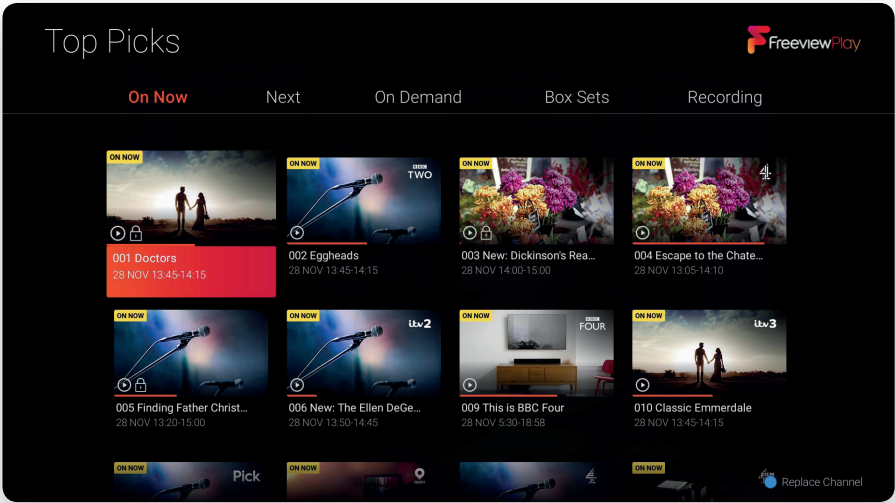 Top Picks
FreeviewPlay
On Now
Next
On Demand
Box Sets
Recording
ON NOW
001 Doctors
28 NOV 13:45-14:15
ON NOW
BBC
TWO
002 Eggheads
28 NOV 13:45-14:15
ON NOW
003 New: Dickinson's Rea...
28 NOV 14:00-15:00
ON NOW
4
004 Escape to the Chate...
28 NOV 13:05-14:10
ON NOW
005 Finding Father Christ...
28 NOV 13:20-15:00
ON NOW
itv2
006 New: The Ellen DeGe...
28 NOV 13:50-14:45
ON NOW
BBC
FOUR
009 This is BBC Four
28 NOV 5:30-18:58
ON NOW
itv3
010 Classic Emmerdale
28 NOV 13:45-14:15
ON NOW
Pick
ON NOW
ON NOW
4
ON NOW
Replace Channel